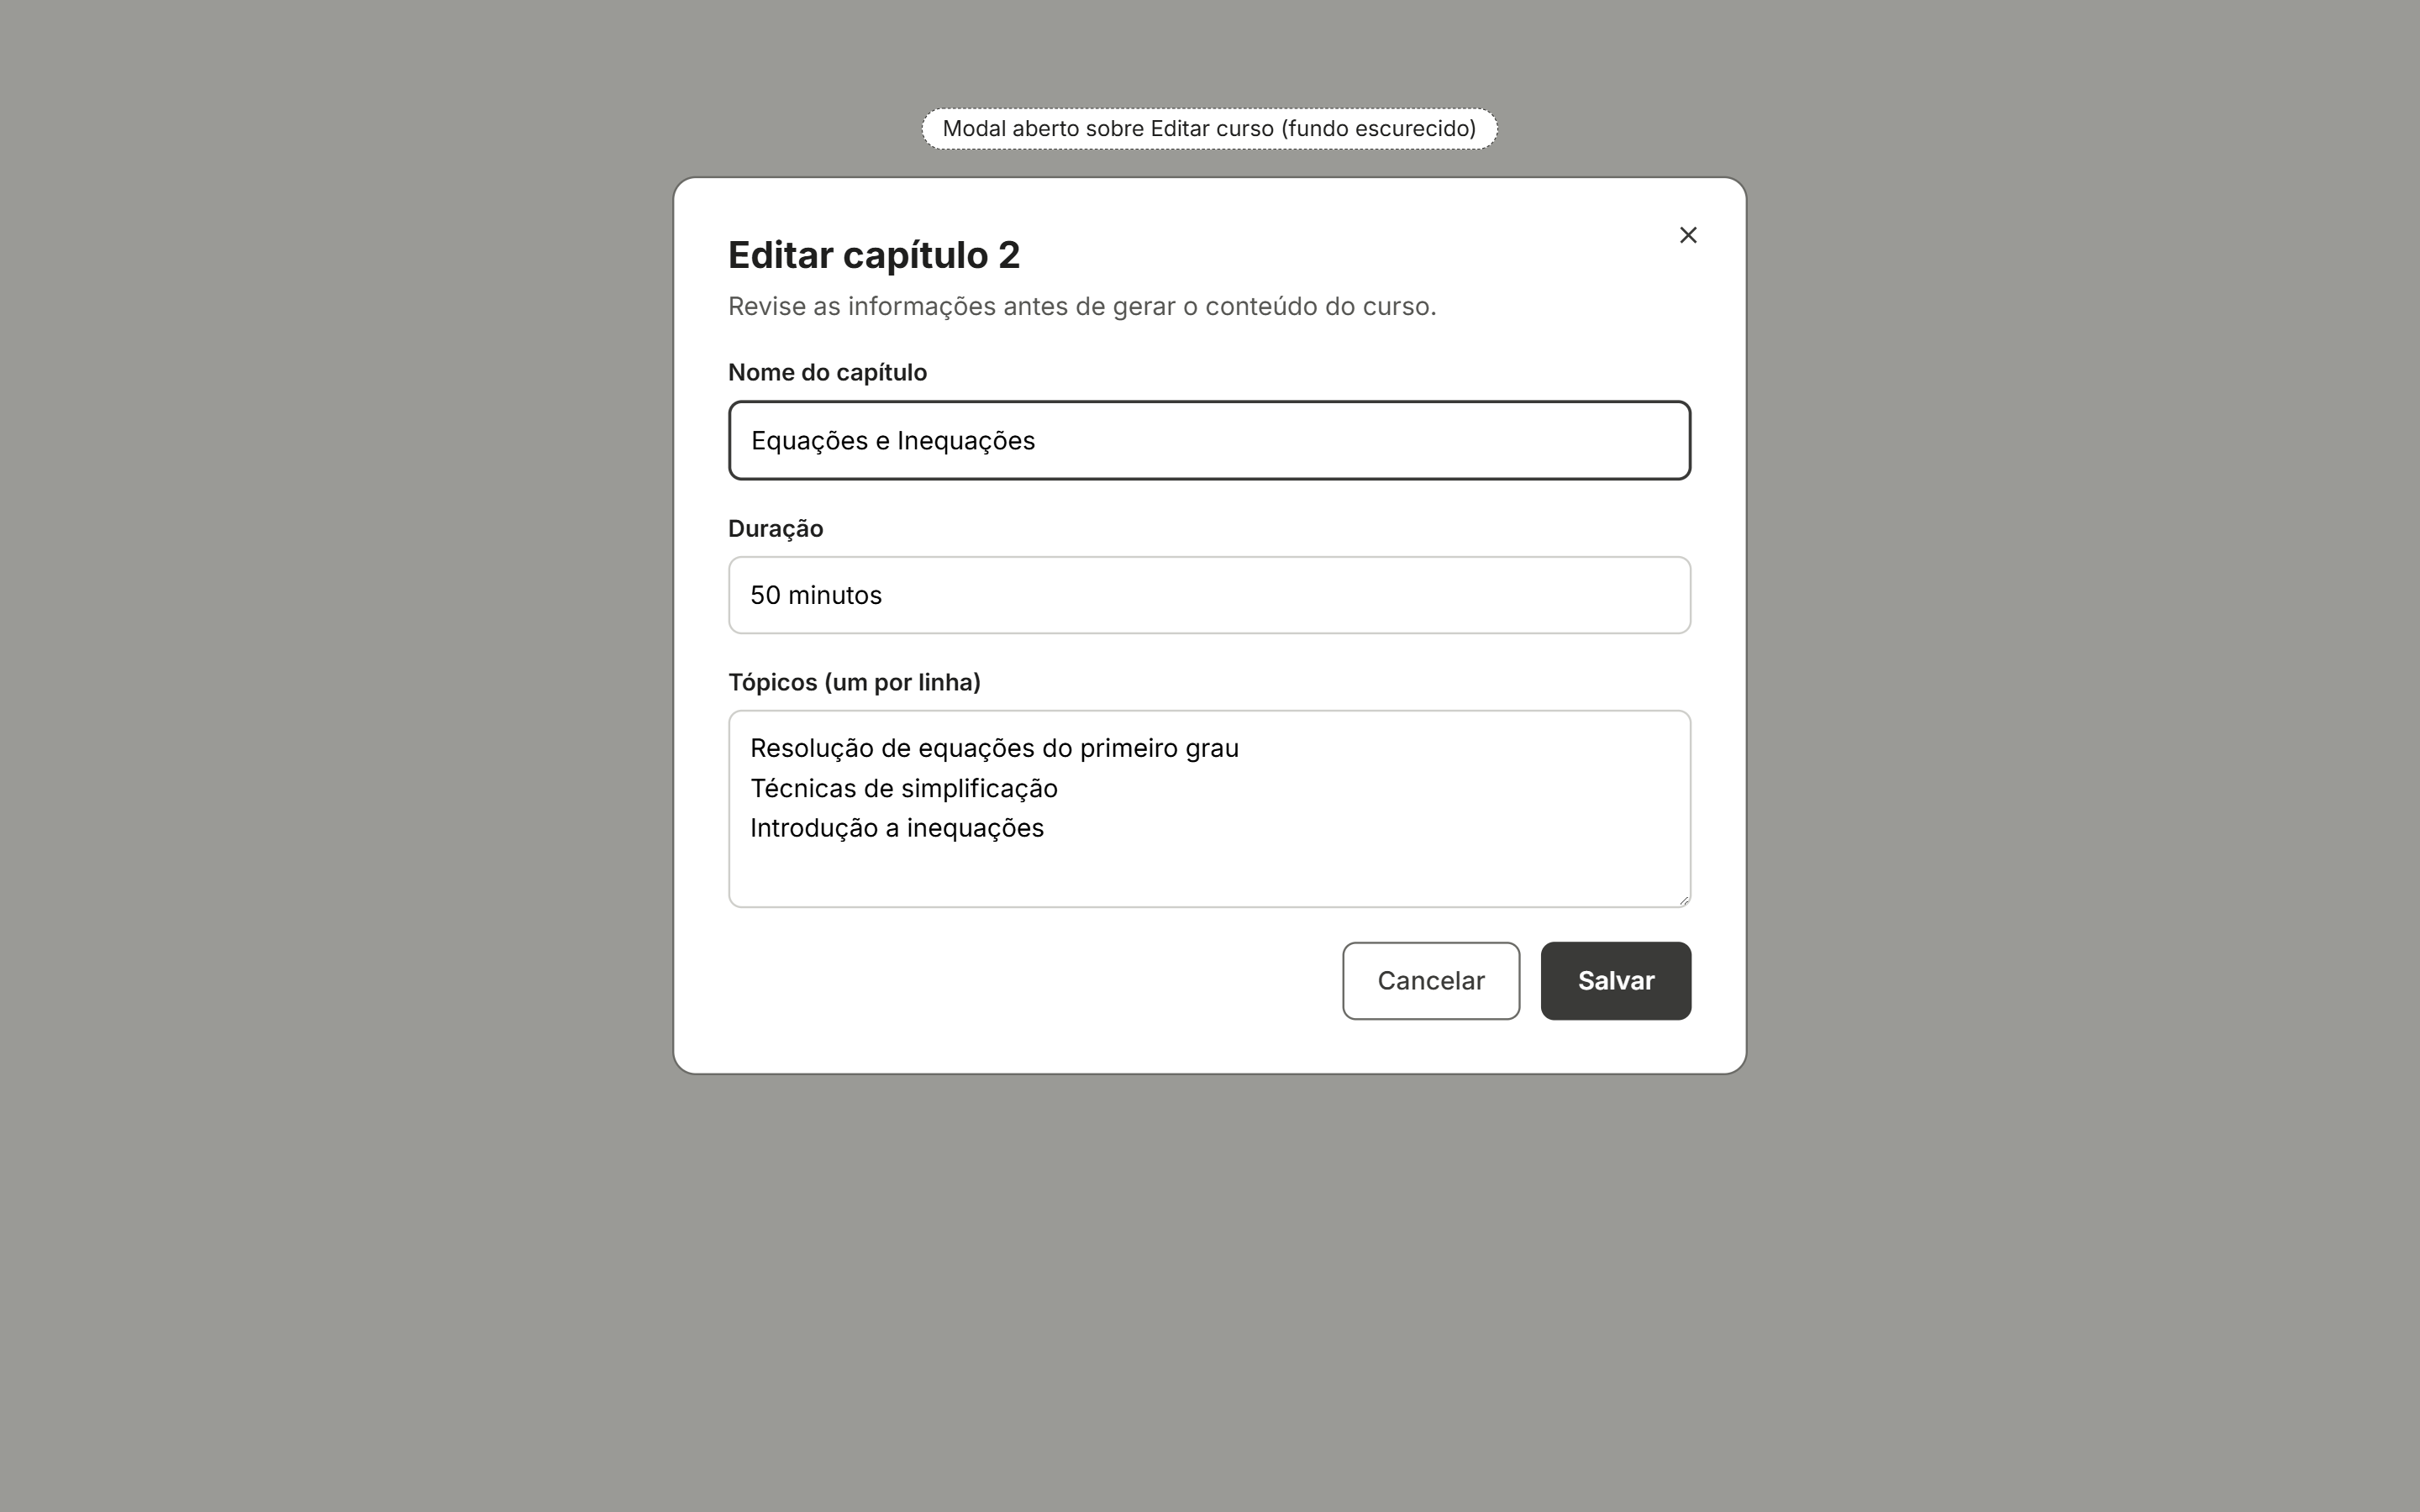 Modal aberto sobre Editar curso (fundo escurecido)
Editar capítulo 2
Revise as informações antes de gerar o conteúdo do curso.
Nome do capítulo
Equações e Inequações
Duração
50 minutos
Tópicos (um por linha)
Resolução de equações do primeiro grau
Técnicas de simplificação
Introdução a inequações
Cancelar
Salvar